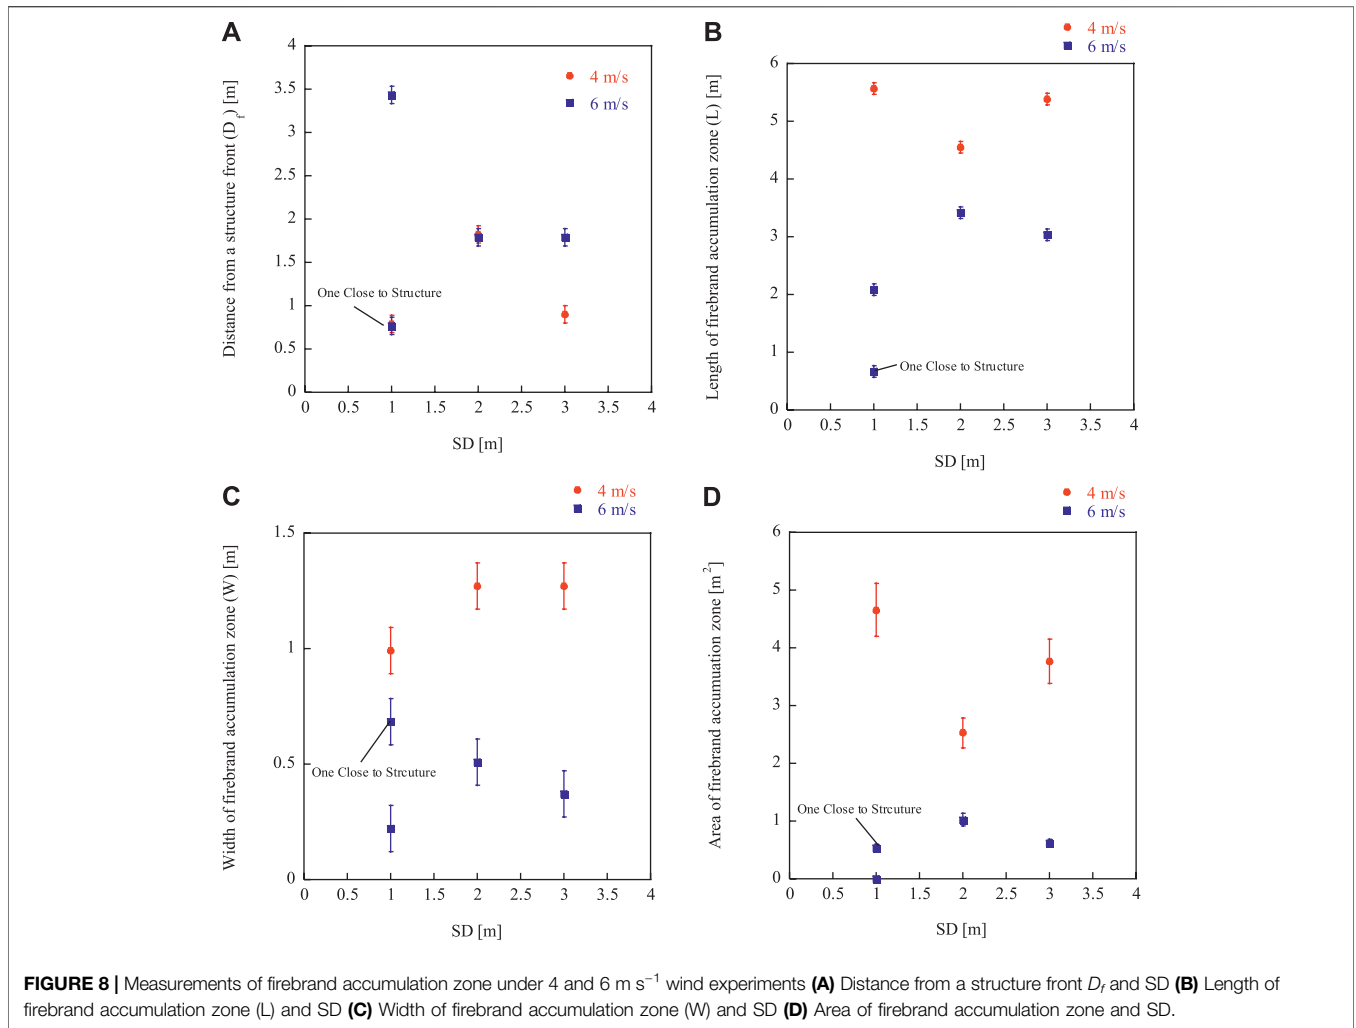 A
4 m/s
6 m/s
Distance from a structure front (D_f) [m]
4
3.5
3
2.5
2
1.5
1
0.5
0
One Close to Structure
0 0.5 1 1.5 2 2.5 3 3.5 4
SD [m]
B
4 m/s
6 m/s
Length of firebrand accumulation zone (L) [m]
6
5
4
3
2
1
0
One Close to Structure
0 0.5 1 1.5 2 2.5 3 3.5 4
SD [m]
C
4 m/s
6 m/s
Width of firebrand accumulation zone (W) [m]
1.5
1
0.5
0
One Close to Strcuture
0 0.5 1 1.5 2 2.5 3 3.5 4
SD [m]
D
4 m/s
6 m/s
Area of firebrand accumuation zone [m²]
6
5
4
3
2
1
0
One Close to Strcuture
0 0.5 1 1.5 2 2.5 3 3.5 4
SD [m]
FIGURE 8 | Measurements of firebrand accumulation zone under 4 and 6 m s⁻¹ wind experiments (A) Distance from a structure front D_f and SD (B) Length of
firebrand accumulation zone (L) and SD (C) Width of firebrand accumulation zone (W) and SD (D) Area of firebrand accumulation zone and SD.